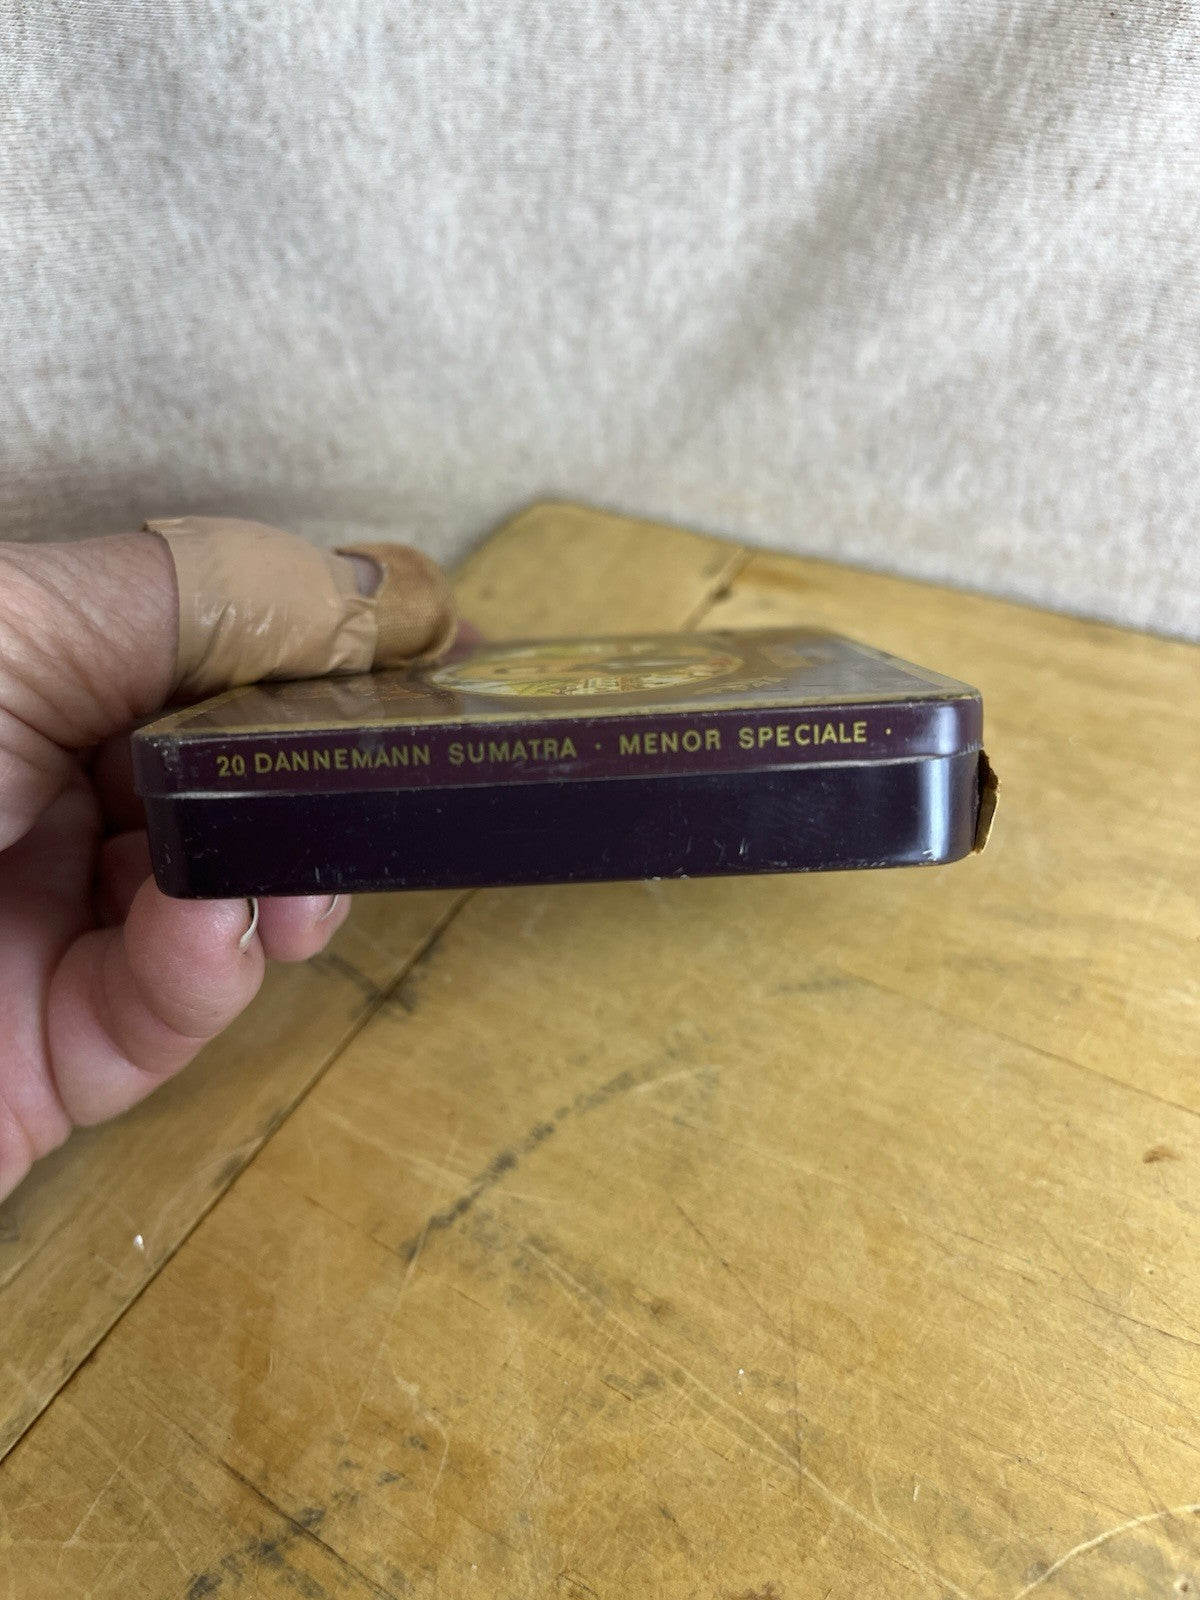 20 DANNEMANN SUMATRA · MENOR SPECIALE ·